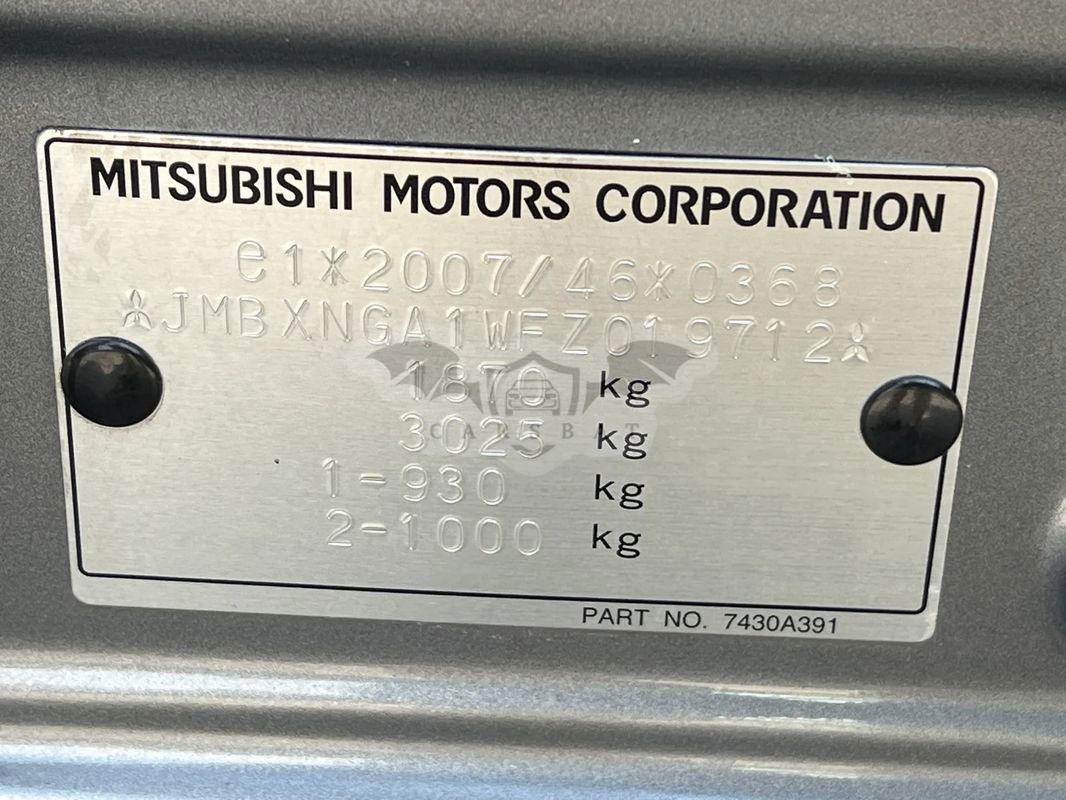 MITSUBISHI MOTORS CORPORATION
e1*2007/46*0368
JMBXNGA1WFZ019712
1870 kg
CARSBAT
3025 kg
1-930 kg
2-1000 kg
PART NO. 7430A391